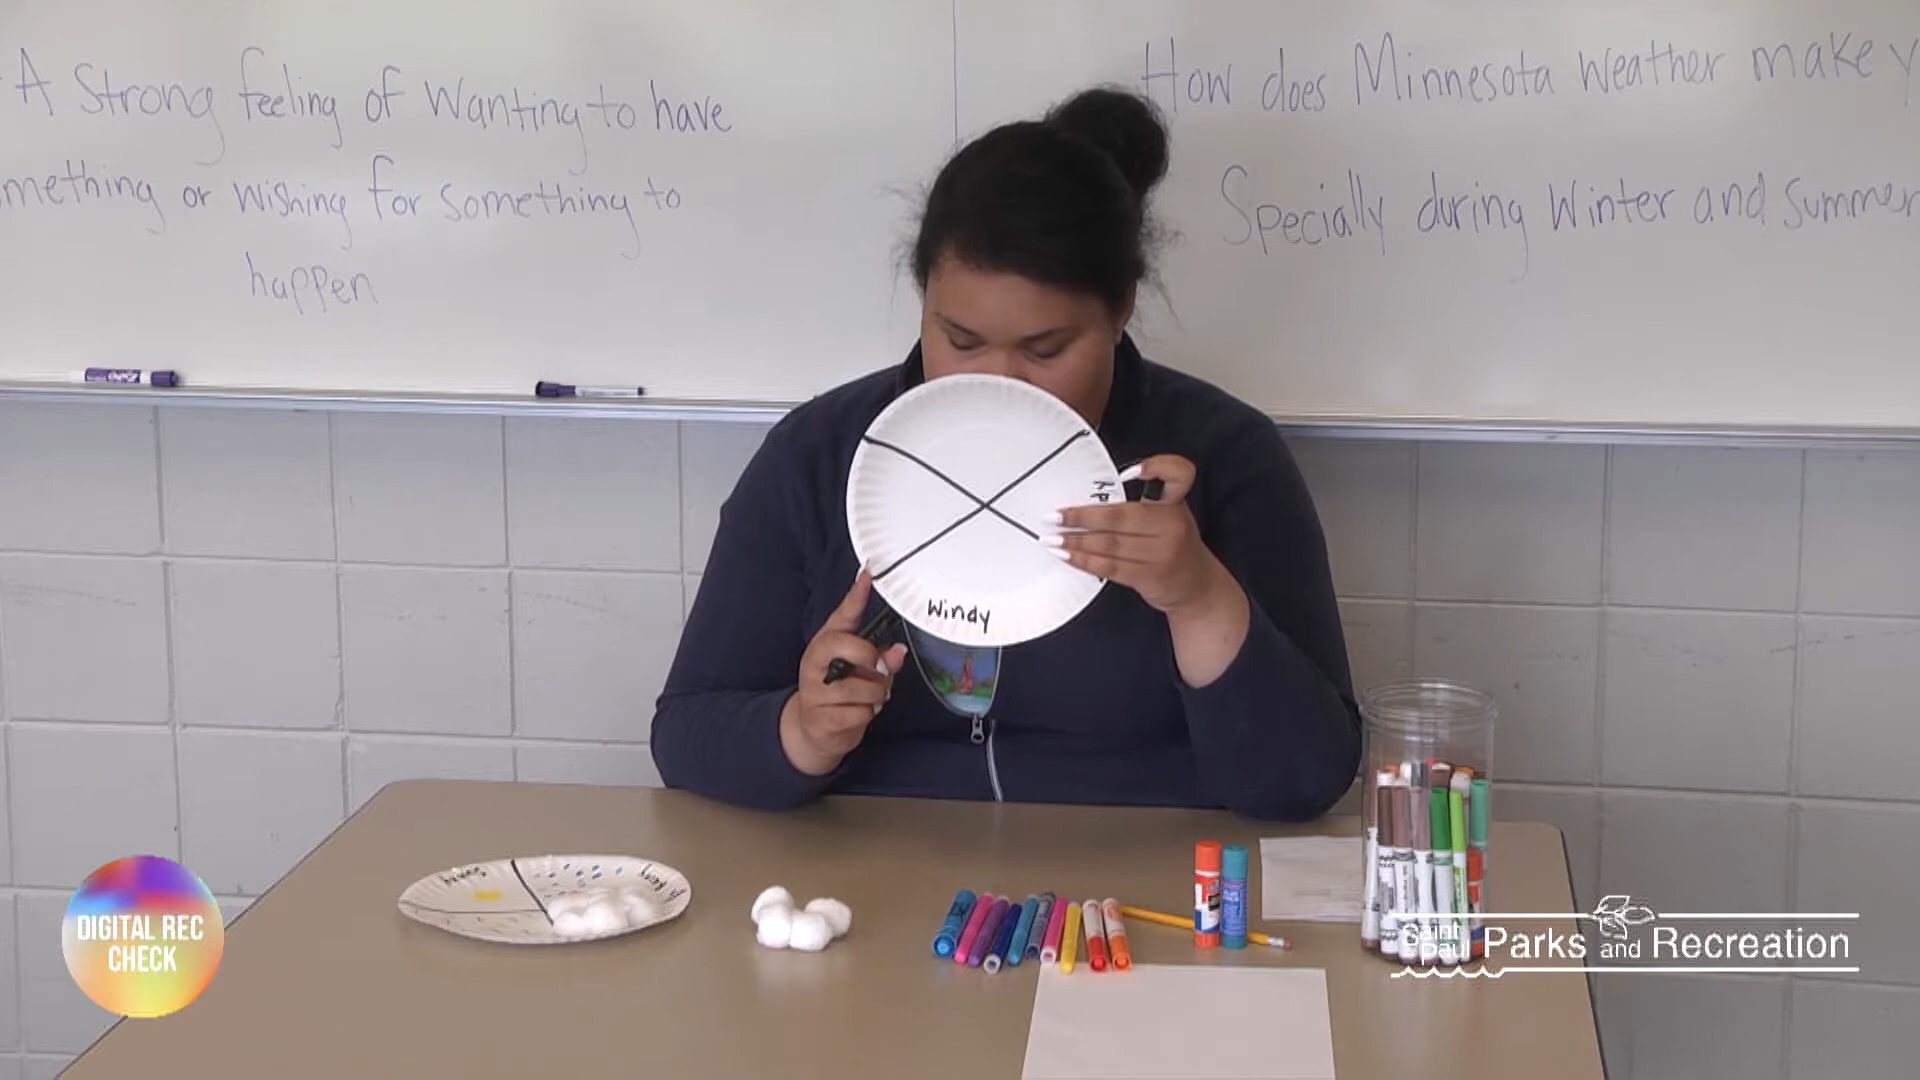 A Strong feeling of Wanting to have
mething or wishing for something to
happen
How does Minnesota Weather make y
Specially during Winter and Summer
Windy
DIGITAL REC
CHECK
Saint
Paul Parks and Recreation